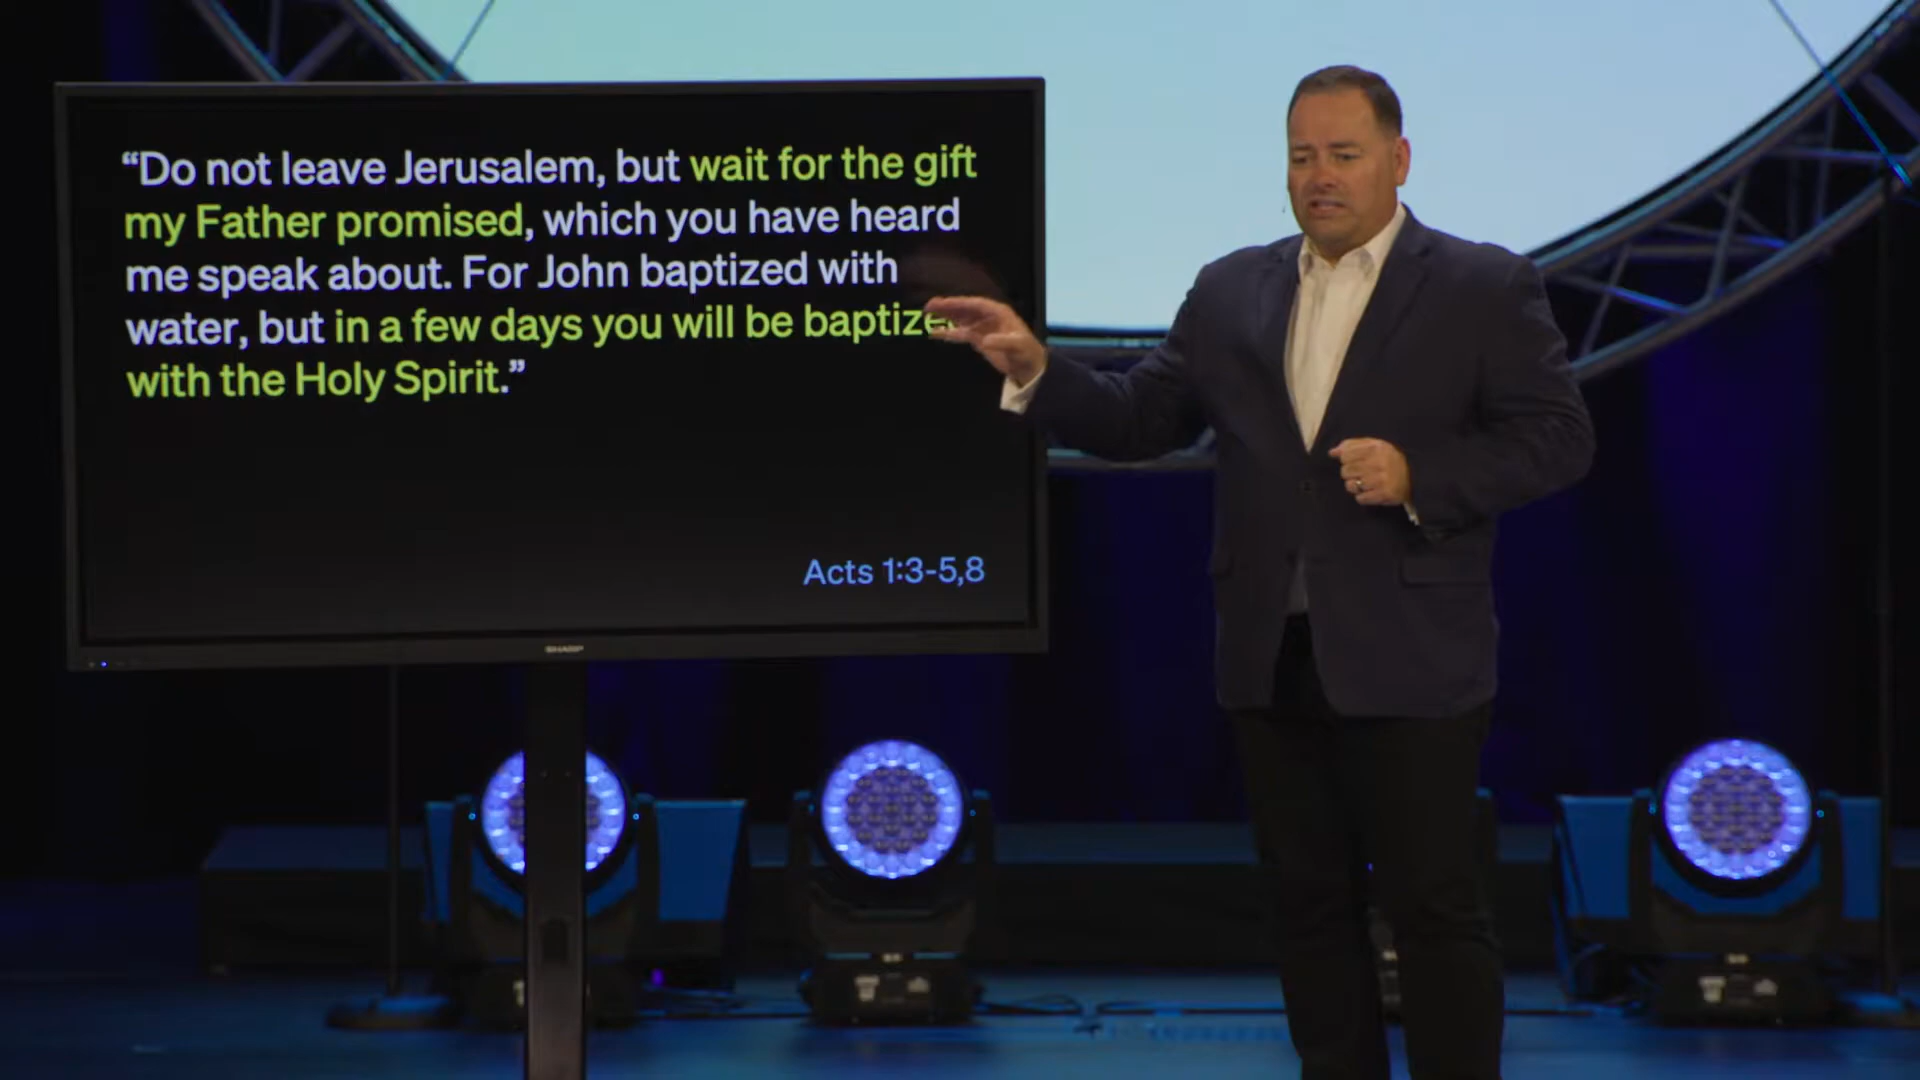 “Do not leave Jerusalem, but wait for the gift
my Father promised, which you have heard
me speak about. For John baptized with
water, but in a few days you will be baptized
with the Holy Spirit.”
Acts 1:3-5,8
SHARP